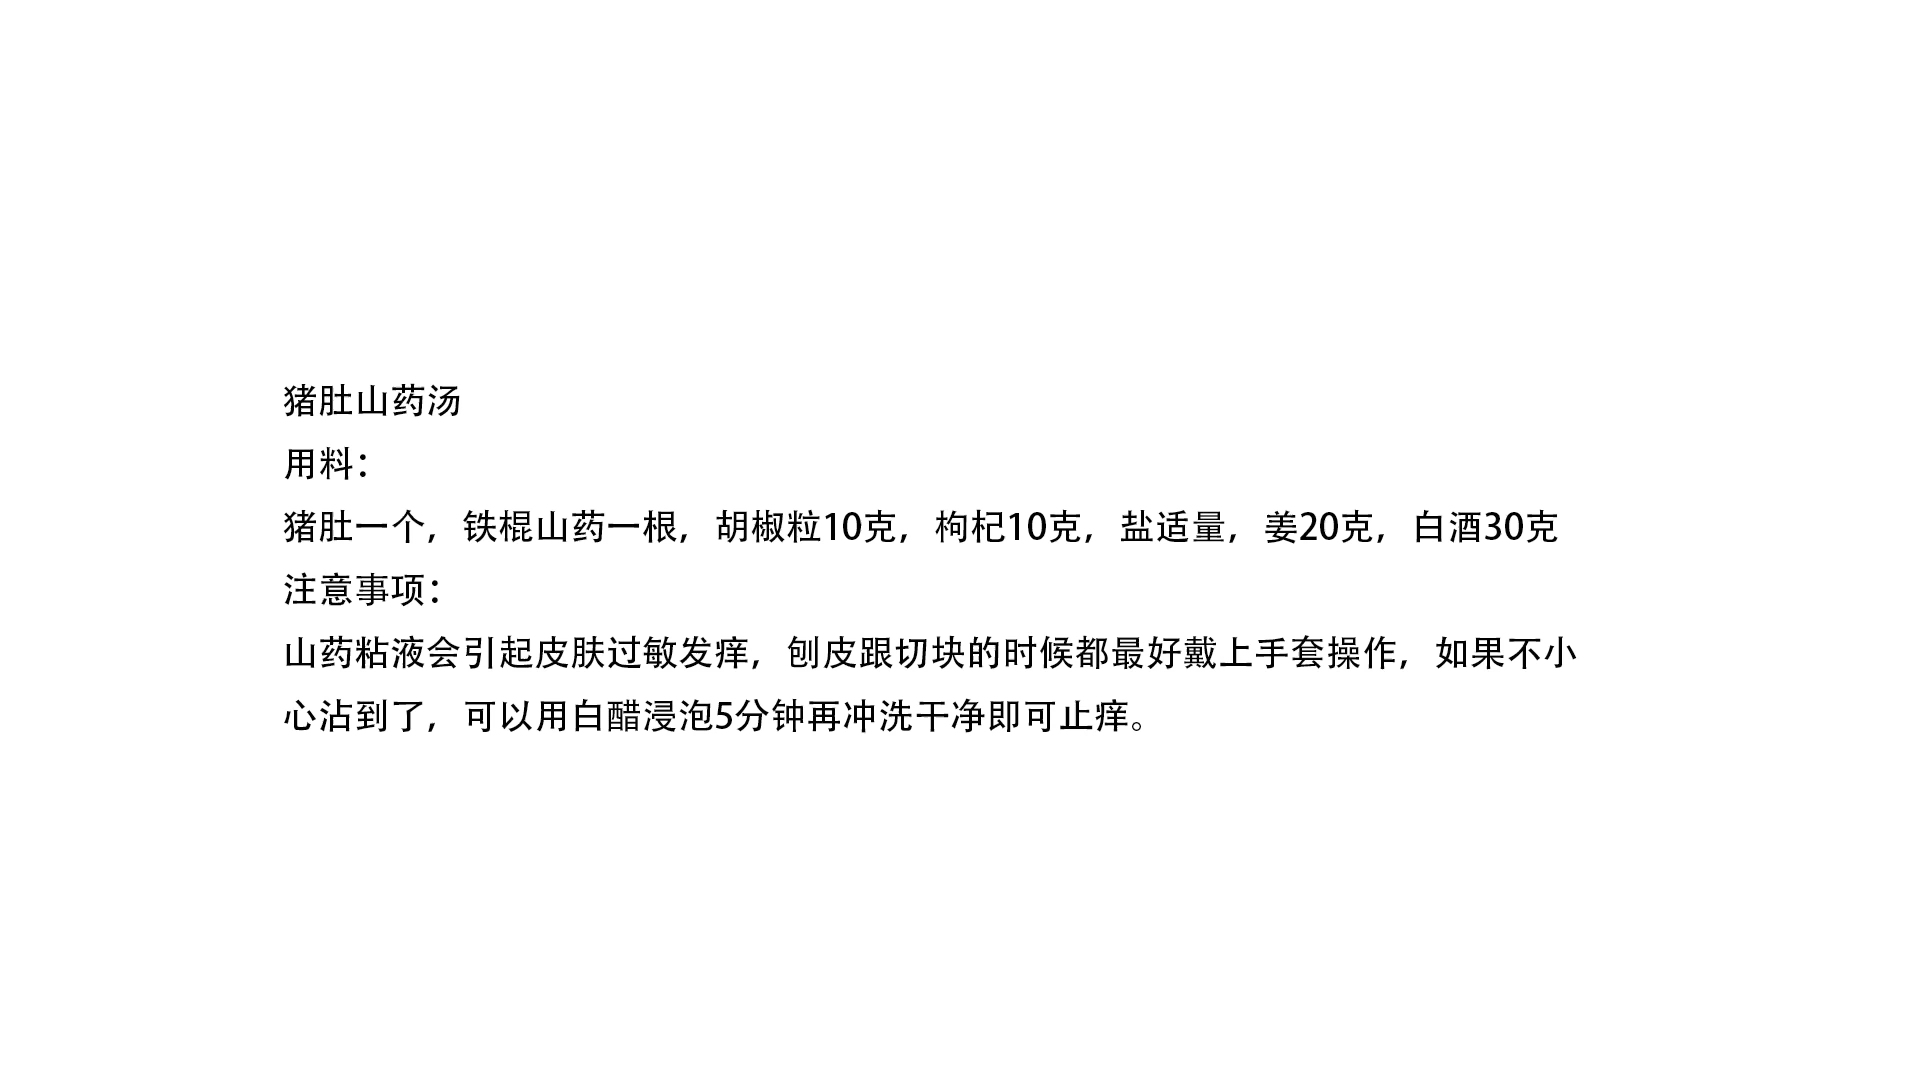 猪肚山药汤
用料：
猪肚一个，铁棍山药一根，胡椒粒10克，枸杞10克，盐适量，姜20克，白酒30克
注意事项：
山药粘液会引起皮肤过敏发痒，刨皮跟切块的时候都最好戴上手套操作，如果不小
心沾到了，可以用白醋浸泡5分钟再冲洗干净即可止痒。